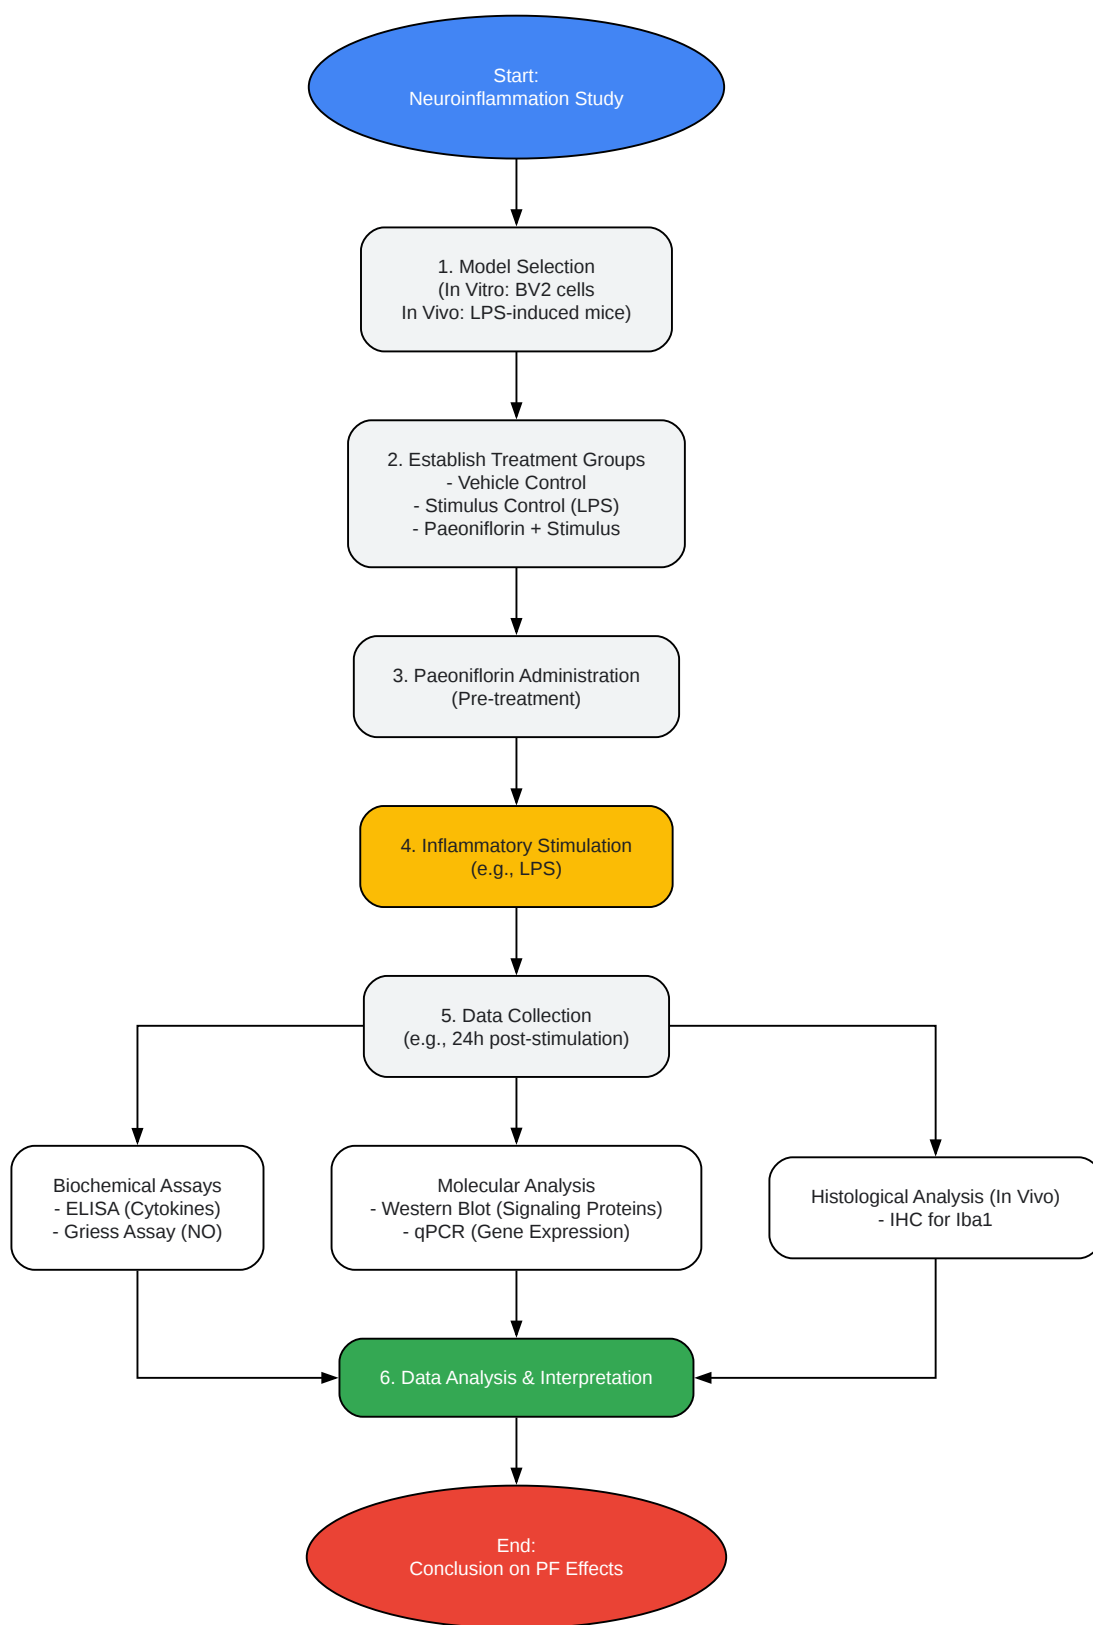 Start:
Neuroinflammation Study
1. Model Selection
(In Vitro: BV2 cells
In Vivo: LPS-induced mice)
2. Establish Treatment Groups
- Vehicle Control
- Stimulus Control (LPS)
- Paeoniflorin + Stimulus
3. Paeoniflorin Administration
(Pre-treatment)
4. Inflammatory Stimulation
(e.g., LPS)
5. Data Collection
(e.g., 24h post-stimulation)
Biochemical Assays
- ELISA (Cytokines)
- Griess Assay (NO)
Molecular Analysis
- Western Blot (Signaling Proteins)
- qPCR (Gene Expression)
Histological Analysis (In Vivo)
- IHC for Iba1
6. Data Analysis & Interpretation
End:
Conclusion on PF Effects